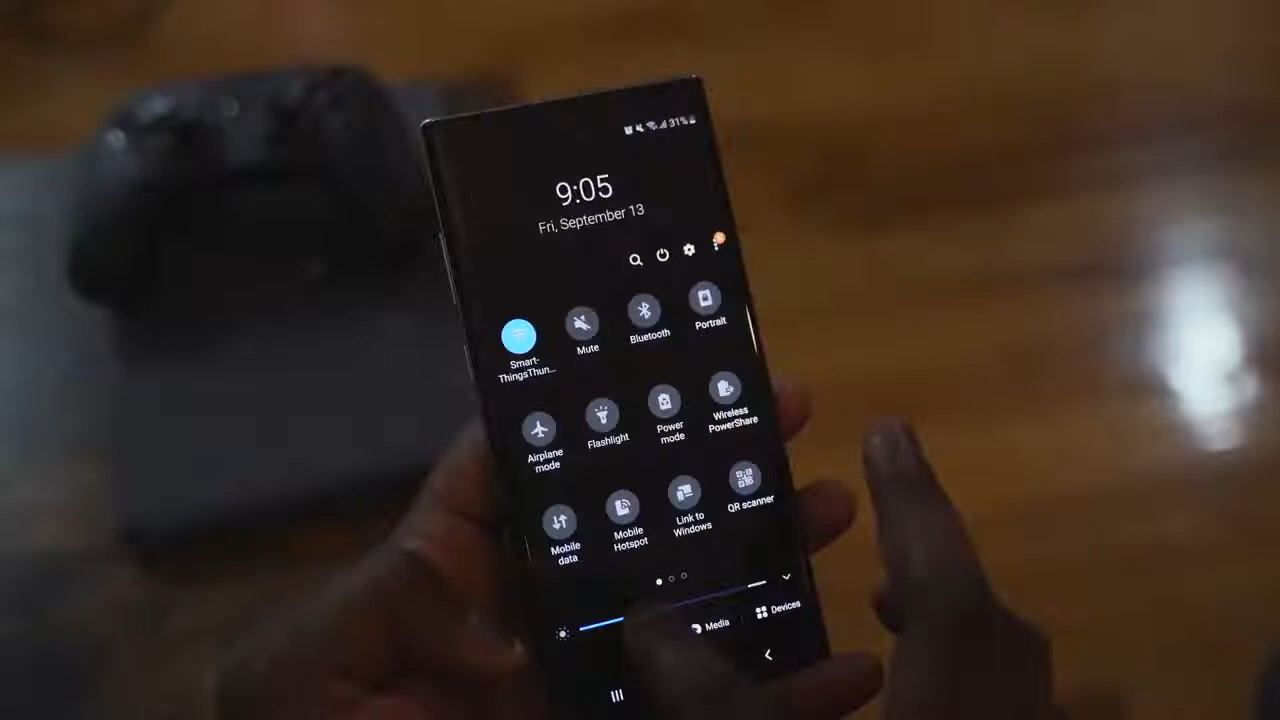 31%
9:05
Fri, September 13
Smart-
ThingsThun...
Mute
Bluetooth
Portrait
Airplane
mode
Flashlight
Power
mode
Wireless
PowerShare
Mobile
data
Mobile
Hotspot
Link to
Windows
QR scanner
Media
Devices